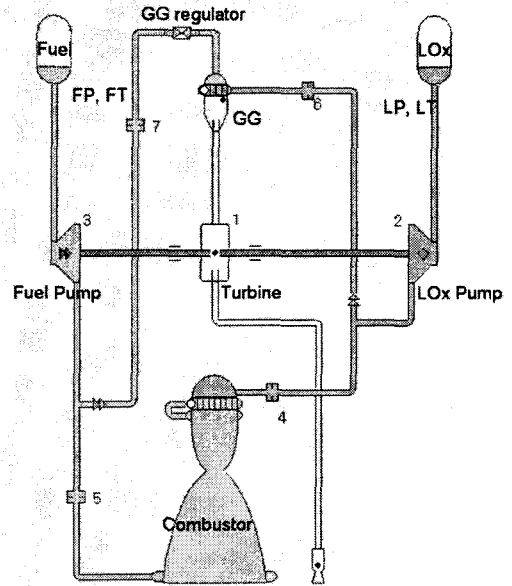 GG regulator
Fuel
LOx
FP, FT
LP, LT
6
GG
7
3
1
2
Fuel Pump
Turbine
LOx Pump
4
5
Combustor